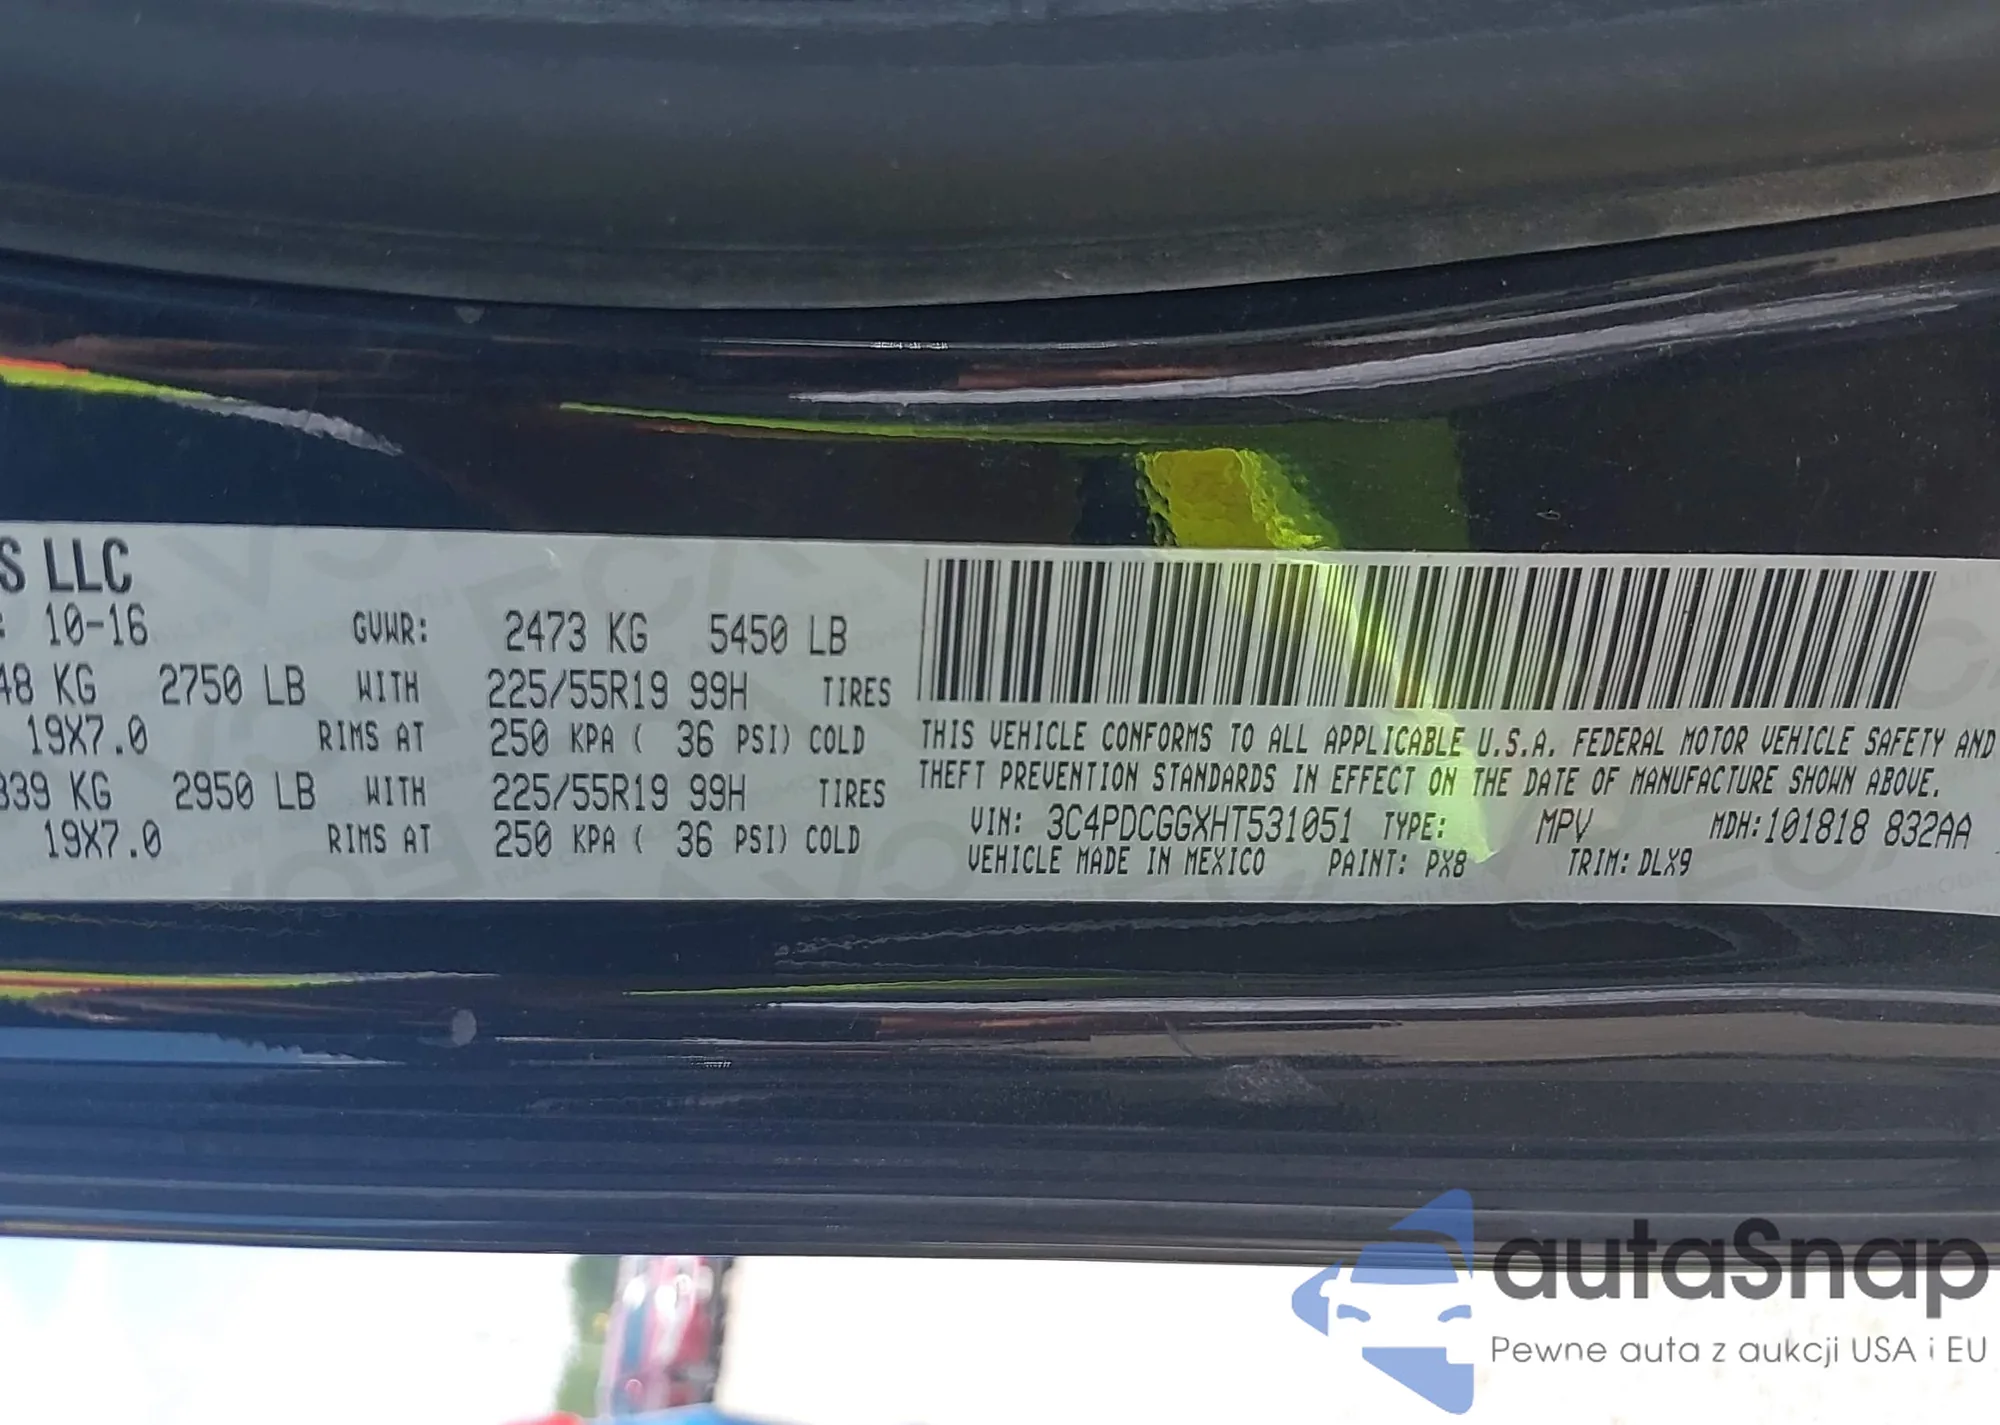 S LLC
: 10-16 GVWR: 2473 KG 5450 LB
48 KG 2750 LB WITH 225/55R19 99H TIRES
19X7.0 RIMS AT 250 KPA ( 36 PSI) COLD
339 KG 2950 LB WITH 225/55R19 99H TIRES
19X7.0 RIMS AT 250 KPA ( 36 PSI) COLD
THIS VEHICLE CONFORMS TO ALL APPLICABLE U.S.A. FEDERAL MOTOR VEHICLE SAFETY AND
THEFT PREVENTION STANDARDS IN EFFECT ON THE DATE OF MANUFACTURE SHOWN ABOVE.
VIN: 3C4PDCGGXHT531051 TYPE: MPV MDH:101818 832AA
VEHICLE MADE IN MEXICO PAINT: PX8 TRIM: DLX9
autaSnap
Pewne auta z aukcji USA i EU